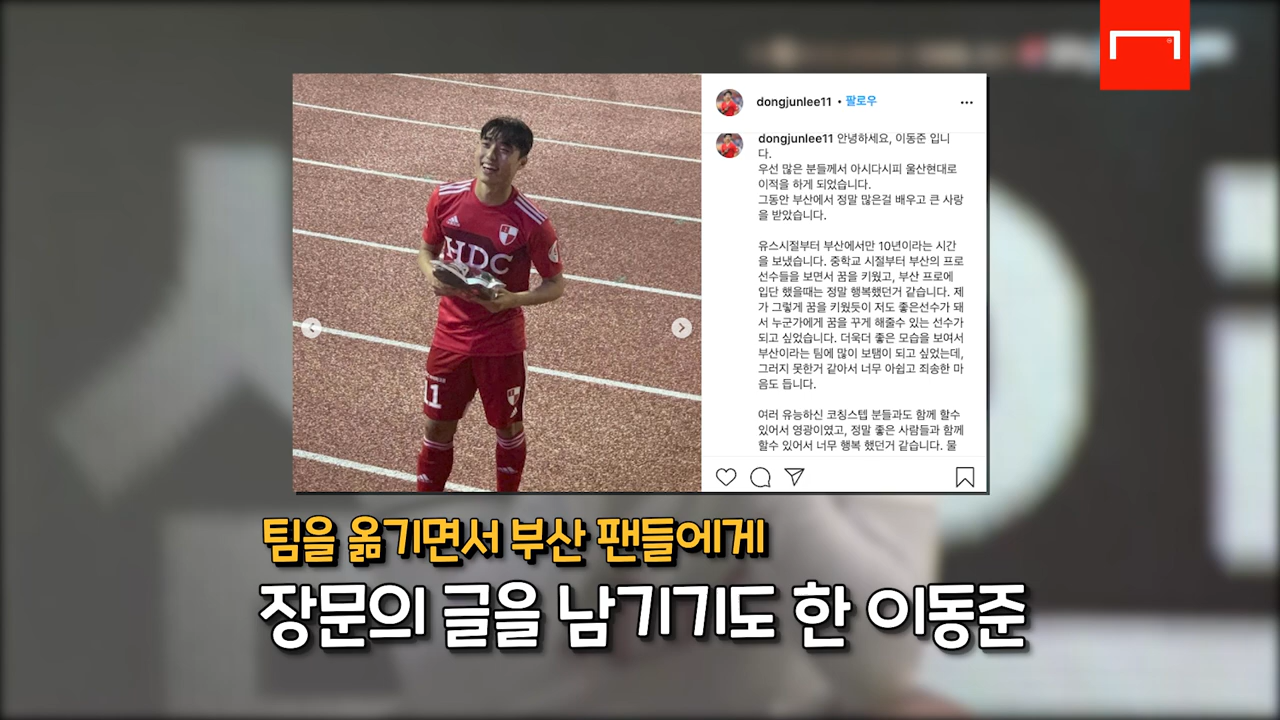 dongjunlee11 • 팔로우
dongjunlee11 안녕하세요, 이동준 입니
다.
우선 많은 분들께서 아시다시피 울산현대로
이적을 하게 되었습니다.
그동안 부산에서 정말 많은걸 배우고 큰 사랑
을 받았습니다.
유스시절부터 부산에서만 10년이라는 시간
을 보냈습니다. 중학교 시절부터 부산의 프로
선수들을 보면서 꿈을 키웠고, 부산 프로에
입단 했을때는 정말 행복했던거 같습니다. 제
가 그렇게 꿈을 키웠듯이 저도 좋은선수가 돼
서 누군가에게 꿈을 꾸게 해줄수 있는 선수가
되고 싶었습니다. 더욱더 좋은 모습을 보여서
부산이라는 팀에 많이 보탬이 되고 싶었는데,
그러지 못한거 같아서 너무 아쉽고 죄송한 마
음도 듭니다.
여러 유능하신 코칭스텝 분들과도 함께 할수
있어서 영광이였고, 정말 좋은 사람들과 함께
할수 있어서 너무 행복 했던거 같습니다. 물
HDC
11
팀을 옮기면서 부산 팬들에게
장문의 글을 남기기도 한 이동준